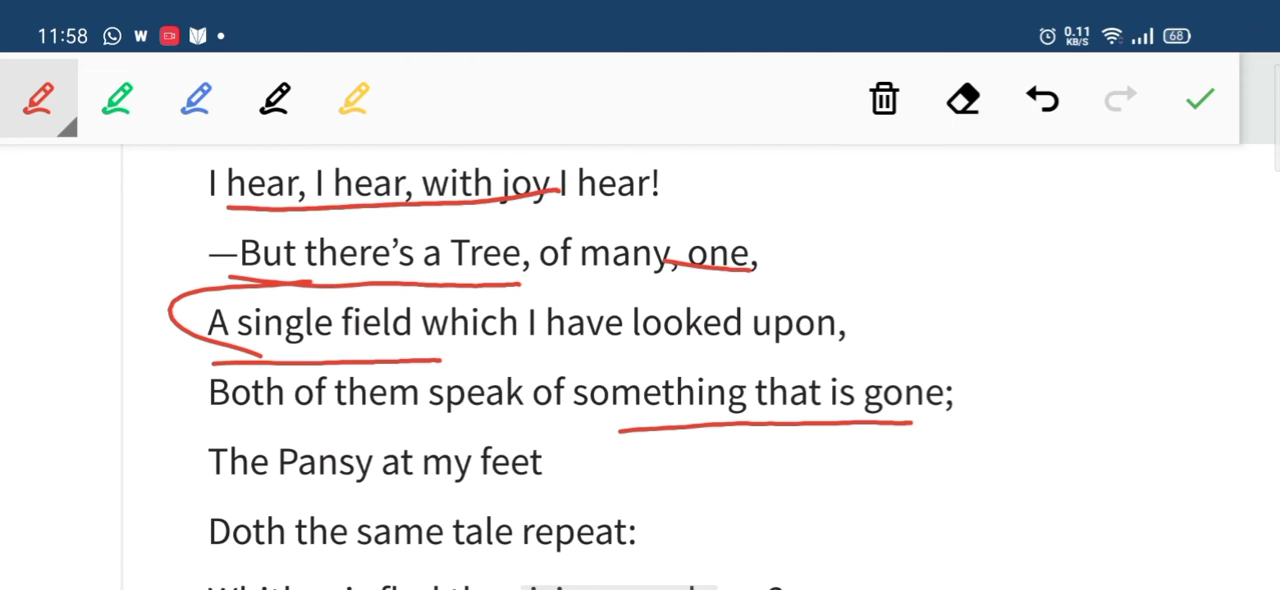 11:58 W 0.11 KB/S 68
I hear, I hear, with joy I hear!
—But there’s a Tree, of many, one,
A single field which I have looked upon,
Both of them speak of something that is gone;
The Pansy at my feet
Doth the same tale repeat: